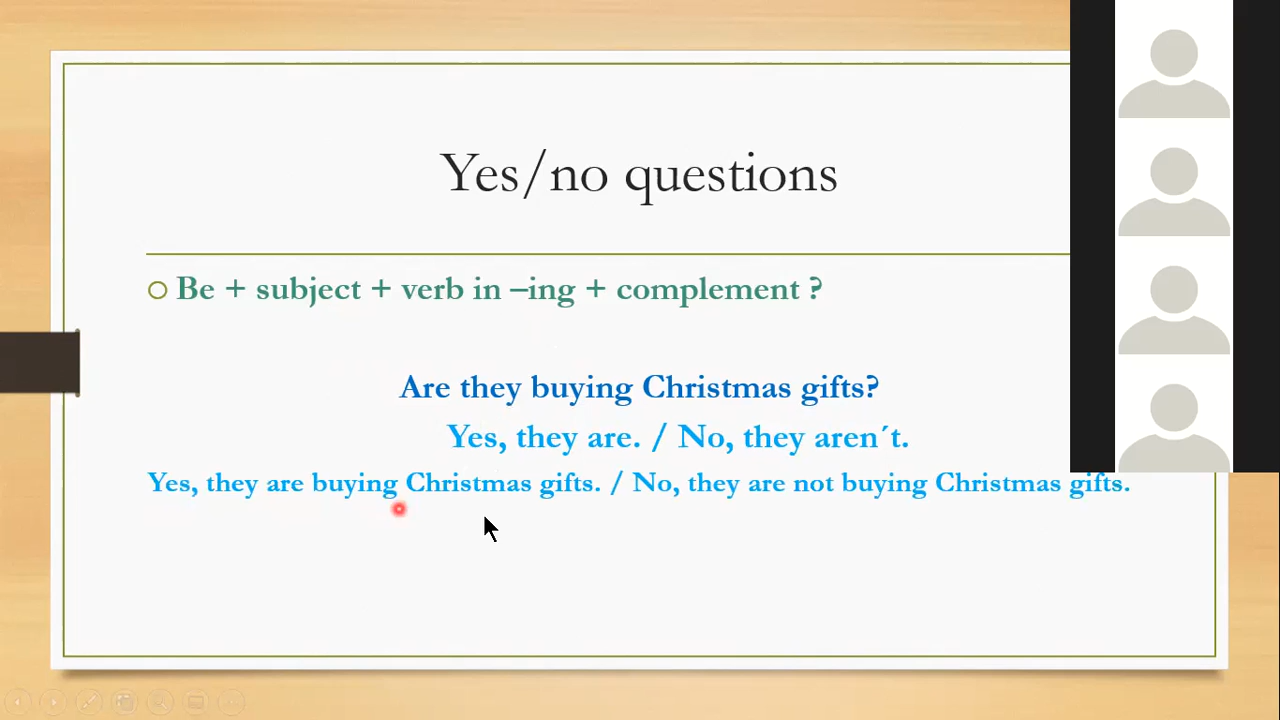 Yes/no questions
Be + subject + verb in –ing + complement ?
Are they buying Christmas gifts?
Yes, they are. / No, they aren´t.
Yes, they are buying Christmas gifts. / No, they are not buying Christmas gifts.